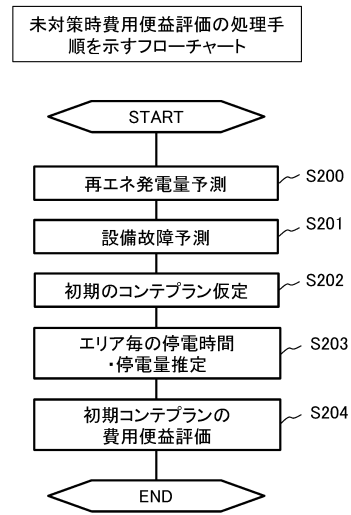 未対策時費用便益評価の処理手
順を示すフローチャート
START
再エネ発電量予測
S200
設備故障予測
S201
初期のコンテプラン仮定
S202
エリア毎の停電時間
・停電量推定
S203
初期コンテプランの
費用便益評価
S204
END